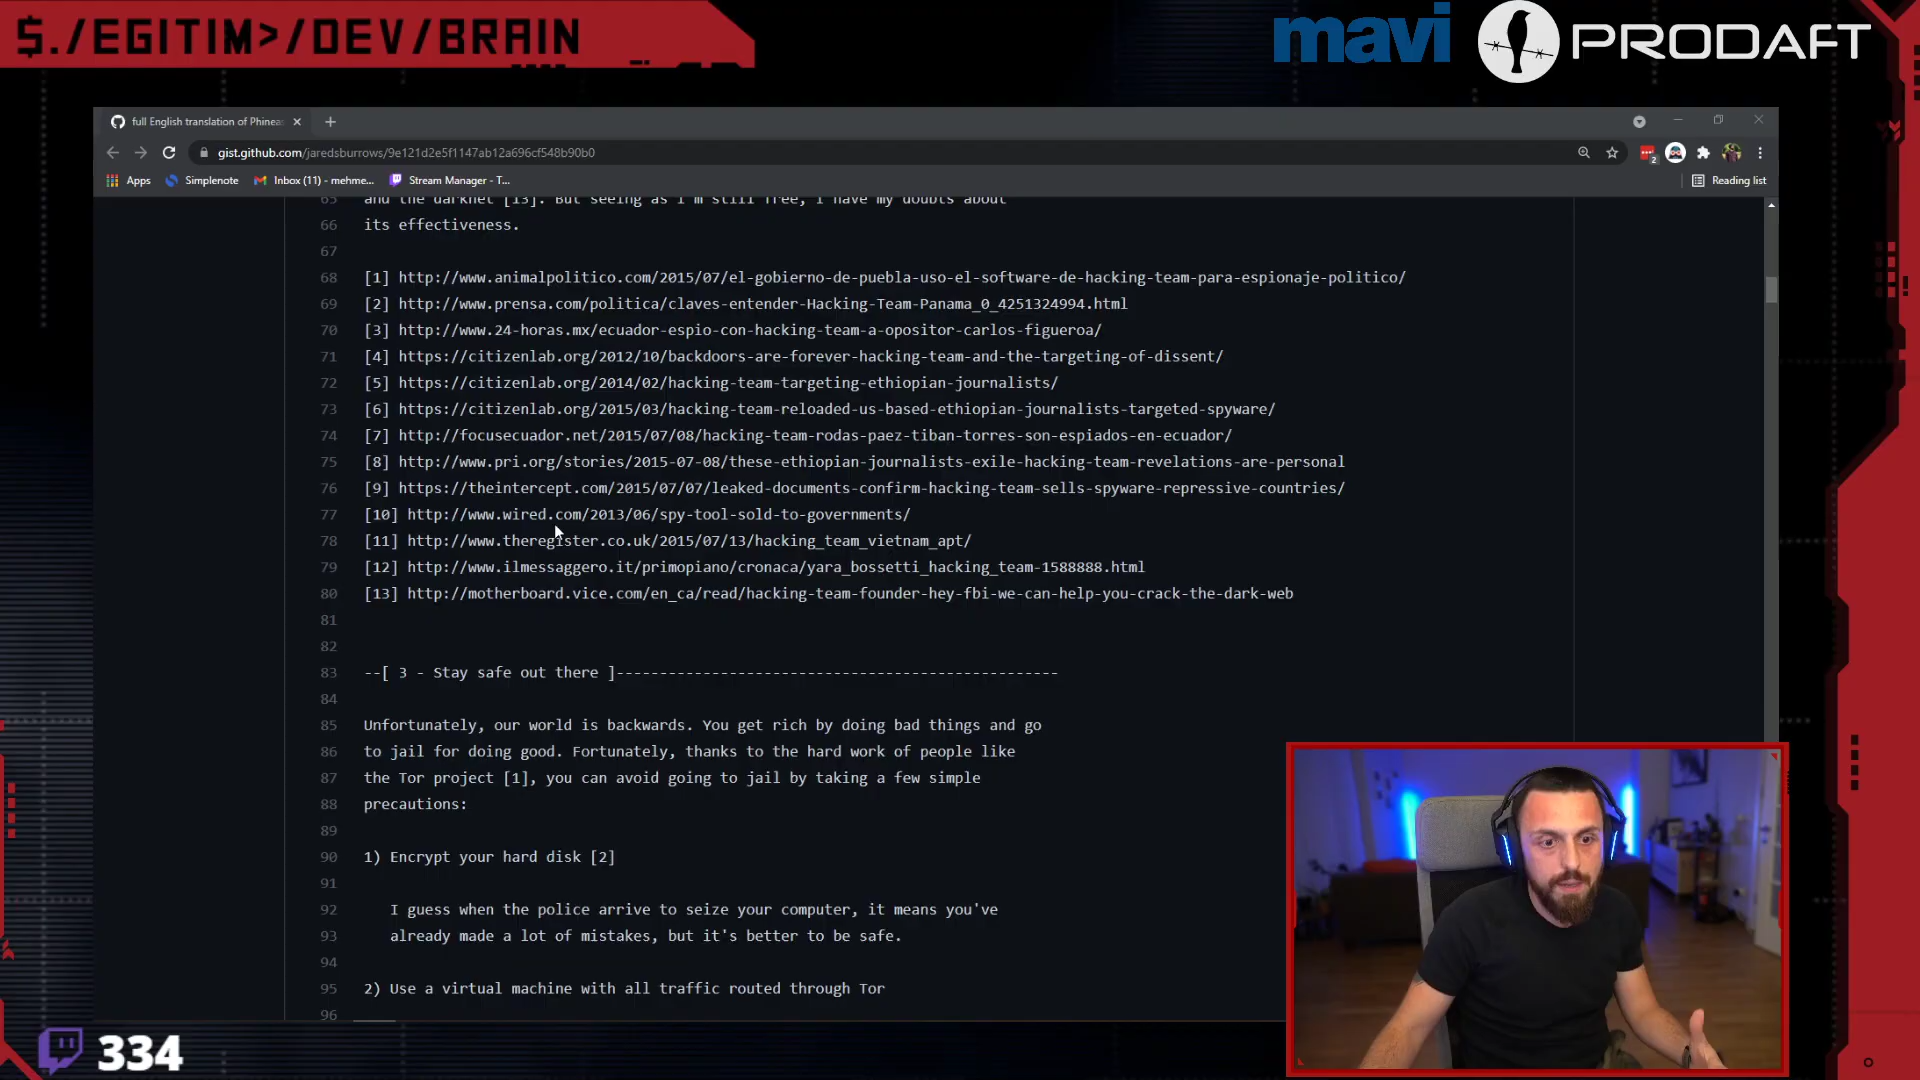 $./EGITIM>/DEV/BRAIN
mavi PRODAFT
full English translation of Phinea
gist.github.com/jaredsburrows/9e121d2e5f1147ab12a696cf548b90b0
2
Apps Simplenote Inbox (11) - mehme... Stream Manager - T... Reading list
65 and the darknet [13]. But seeing as I'm still free, I have my doubts about
66 its effectiveness.
67
68 [1] http://www.animalpolitico.com/2015/07/el-gobierno-de-puebla-uso-el-software-de-hacking-team-para-espionaje-politico/
69 [2] http://www.prensa.com/politica/claves-entender-Hacking-Team-Panama_0_4251324994.html
70 [3] http://www.24-horas.mx/ecuador-espio-con-hacking-team-a-opositor-carlos-figueroa/
71 [4] https://citizenlab.org/2012/10/backdoors-are-forever-hacking-team-and-the-targeting-of-dissent/
72 [5] https://citizenlab.org/2014/02/hacking-team-targeting-ethiopian-journalists/
73 [6] https://citizenlab.org/2015/03/hacking-team-reloaded-us-based-ethiopian-journalists-targeted-spyware/
74 [7] http://focusecuador.net/2015/07/08/hacking-team-rodas-paez-tiban-torres-son-espiados-en-ecuador/
75 [8] http://www.pri.org/stories/2015-07-08/these-ethiopian-journalists-exile-hacking-team-revelations-are-personal
76 [9] https://theintercept.com/2015/07/07/leaked-documents-confirm-hacking-team-sells-spyware-repressive-countries/
77 [10] http://www.wired.com/2013/06/spy-tool-sold-to-governments/
78 [11] http://www.theregister.co.uk/2015/07/13/hacking_team_vietnam_apt/
79 [12] http://www.ilmessaggero.it/primopiano/cronaca/yara_bossetti_hacking_team-1588888.html
80 [13] http://motherboard.vice.com/en_ca/read/hacking-team-founder-hey-fbi-we-can-help-you-crack-the-dark-web
81
82
83 --[ 3 - Stay safe out there ]---------------------------------------------------
84
85 Unfortunately, our world is backwards. You get rich by doing bad things and go
86 to jail for doing good. Fortunately, thanks to the hard work of people like
87 the Tor project [1], you can avoid going to jail by taking a few simple
88 precautions:
89
90 1) Encrypt your hard disk [2]
91
92 I guess when the police arrive to seize your computer, it means you've
93 already made a lot of mistakes, but it's better to be safe.
94
95 2) Use a virtual machine with all traffic routed through Tor
96
334